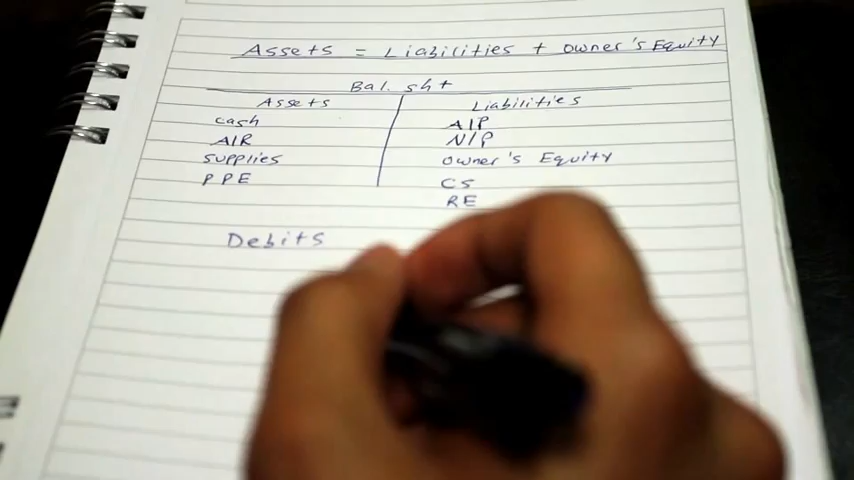 Assets = Liabilities + Owner's Equity
Bal. sht
Assets Liabilities
cash A/P
A/R N/P
supplies owner's Equity
PPE CS
RE
Debits